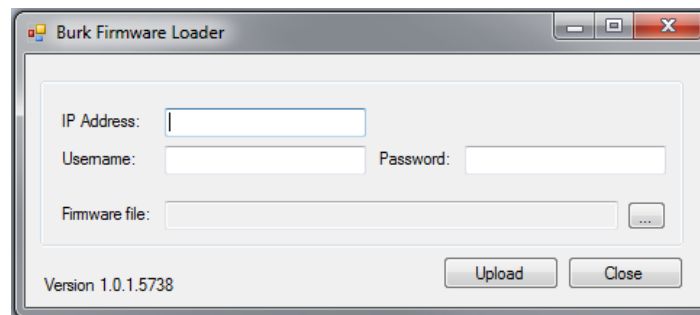 Burk Firmware Loader
IP Address:
Username: Password:
Firmware file: ...
Upload Close
Version 1.0.1.5738